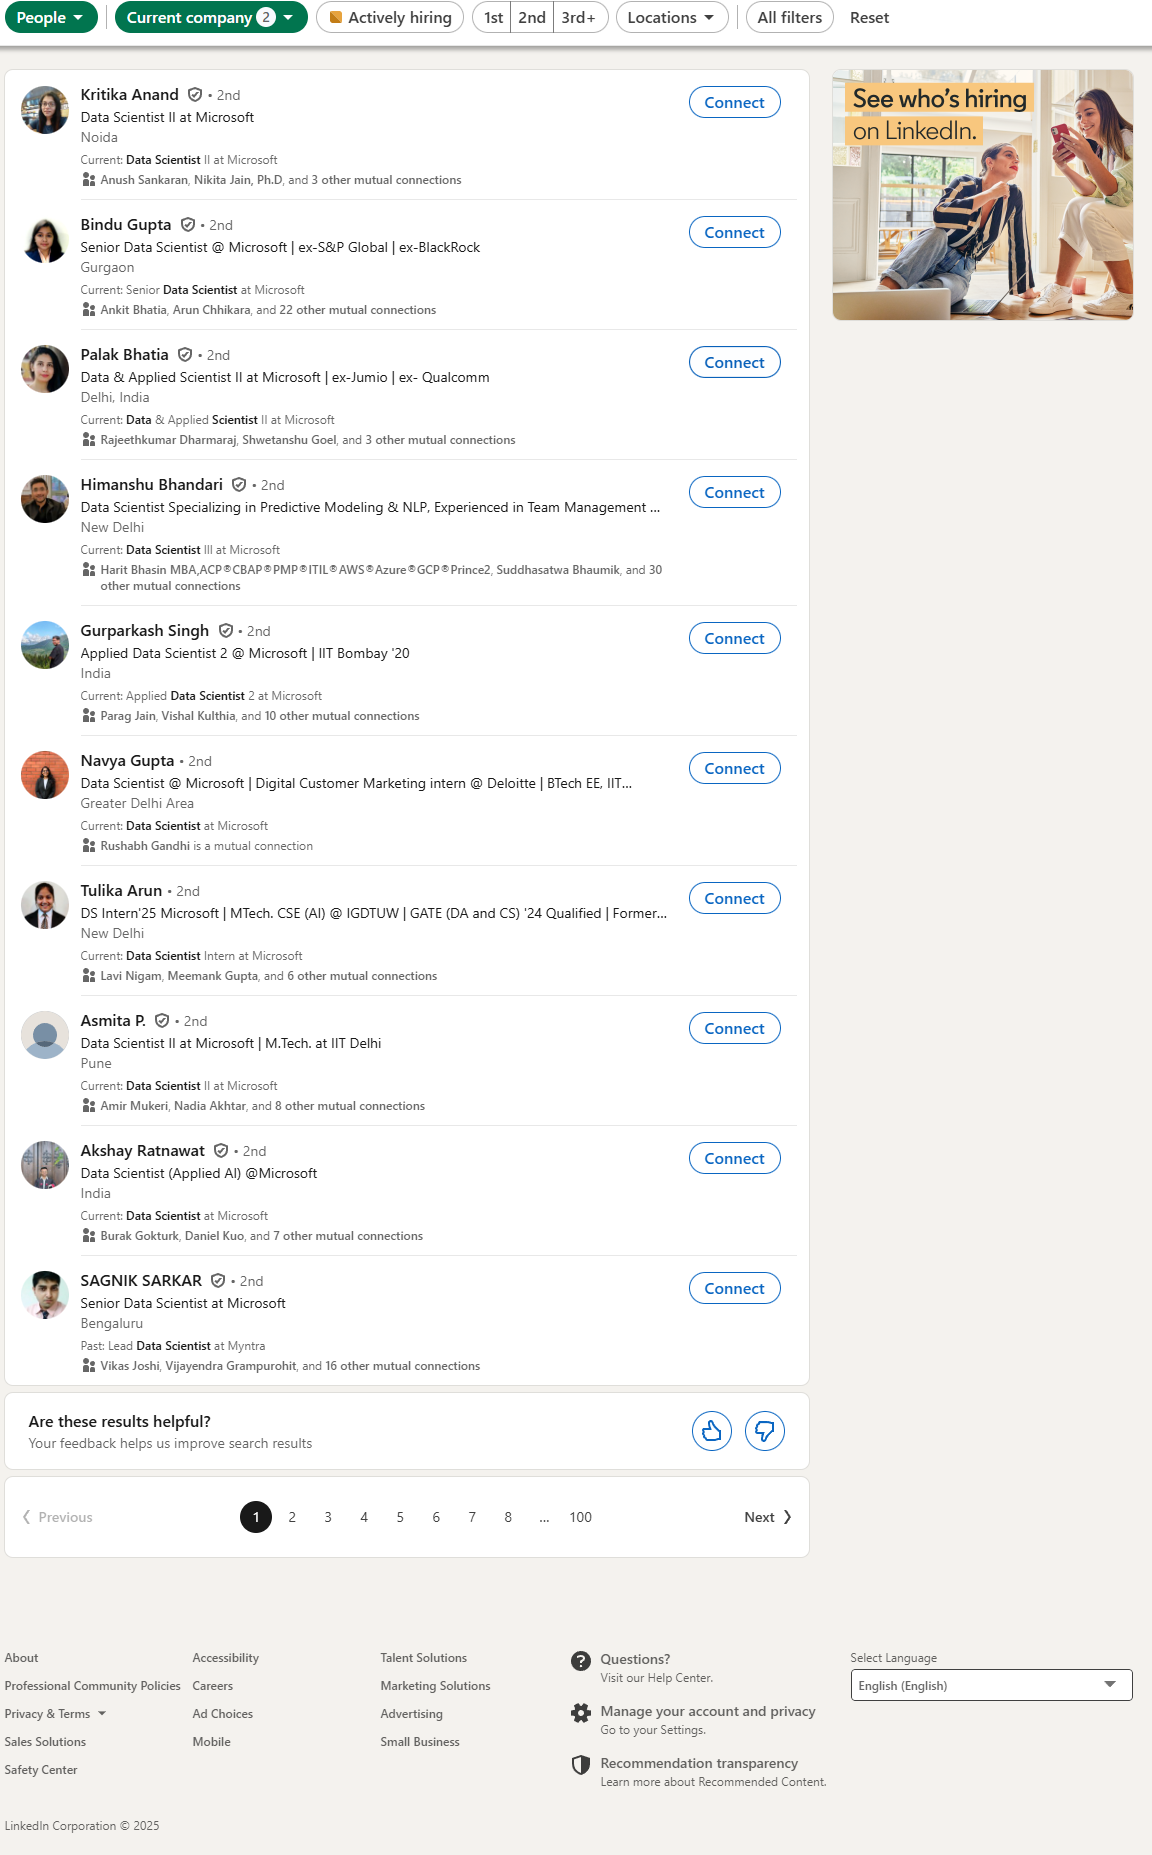 People
Current company 2
Actively hiring
1st 2nd 3rd+
Locations
All filters
Reset
Kritika Anand • 2nd
Data Scientist II at Microsoft
Noida
Current: Data Scientist II at Microsoft
Anush Sankaran, Nikita Jain, Ph.D, and 3 other mutual connections
Connect
Bindu Gupta • 2nd
Senior Data Scientist @ Microsoft | ex-S&P Global | ex-BlackRock
Gurgaon
Current: Senior Data Scientist at Microsoft
Ankit Bhatia, Arun Chhikara, and 22 other mutual connections
Connect
Palak Bhatia • 2nd
Data & Applied Scientist II at Microsoft | ex-Jumio | ex- Qualcomm
Delhi, India
Current: Data & Applied Scientist II at Microsoft
Rajeethkumar Dharmaraj, Shwetanshu Goel, and 3 other mutual connections
Connect
Himanshu Bhandari • 2nd
Data Scientist Specializing in Predictive Modeling & NLP, Experienced in Team Management ...
New Delhi
Current: Data Scientist III at Microsoft
Harit Bhasin MBA,ACP®CBAP®PMP®ITIL®AWS®Azure®GCP®Prince2, Suddhasatwa Bhaumik, and 30
other mutual connections
Connect
Gurparkash Singh • 2nd
Applied Data Scientist 2 @ Microsoft | IIT Bombay '20
India
Current: Applied Data Scientist 2 at Microsoft
Parag Jain, Vishal Kulthia, and 10 other mutual connections
Connect
Navya Gupta • 2nd
Data Scientist @ Microsoft | Digital Customer Marketing intern @ Deloitte | BTech EE, IIT...
Greater Delhi Area
Current: Data Scientist at Microsoft
Rushabh Gandhi is a mutual connection
Connect
Tulika Arun • 2nd
DS Intern'25 Microsoft | MTech. CSE (AI) @ IGDTUW | GATE (DA and CS) '24 Qualified | Former...
New Delhi
Current: Data Scientist Intern at Microsoft
Lavi Nigam, Meemank Gupta, and 6 other mutual connections
Connect
Asmita P. • 2nd
Data Scientist II at Microsoft | M.Tech. at IIT Delhi
Pune
Current: Data Scientist II at Microsoft
Amir Mukeri, Nadia Akhtar, and 8 other mutual connections
Connect
Akshay Ratnawat • 2nd
Data Scientist (Applied AI) @Microsoft
India
Current: Data Scientist at Microsoft
Burak Gokturk, Daniel Kuo, and 7 other mutual connections
Connect
SAGNIK SARKAR • 2nd
Senior Data Scientist at Microsoft
Bengaluru
Past: Lead Data Scientist at Myntra
Vikas Joshi, Vijayendra Grampurohit, and 16 other mutual connections
Connect
See who's hiring
on LinkedIn.
Are these results helpful?
Your feedback helps us improve search results
Previous 1 2 3 4 5 6 7 8 ... 100 Next
About
Professional Community Policies
Privacy & Terms
Sales Solutions
Safety Center
Accessibility
Careers
Ad Choices
Mobile
Talent Solutions
Marketing Solutions
Advertising
Small Business
Questions?
Visit our Help Center.
Manage your account and privacy
Go to your Settings.
Recommendation transparency
Learn more about Recommended Content.
Select Language
English (English)
LinkedIn Corporation © 2025